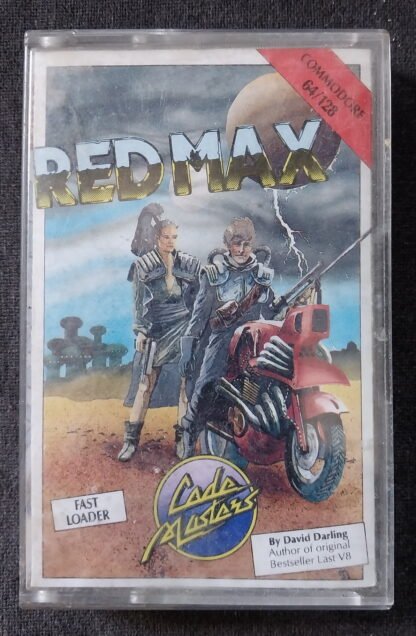 COMMODORE
64/128
RED MAX
FAST
LOADER
Code
Masters
By David Darling
Author of original
Bestseller Last V8